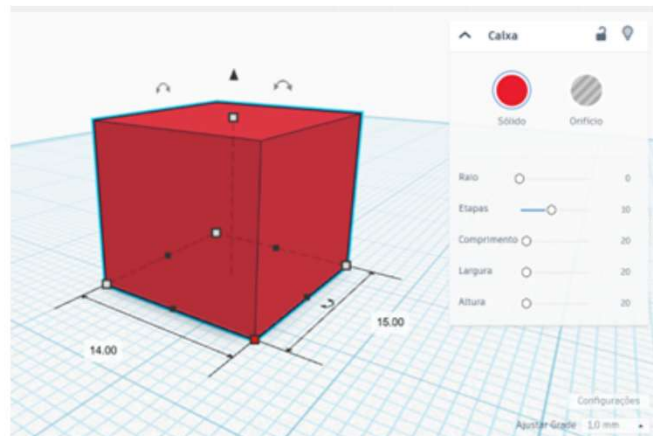 Caixa
Sólido
Orifício
Raio 0
Etapas 10
Comprimento 20
Largura 20
Altura 20
15.00
14.00
Configurações
Ajustar Grade 1,0 mm